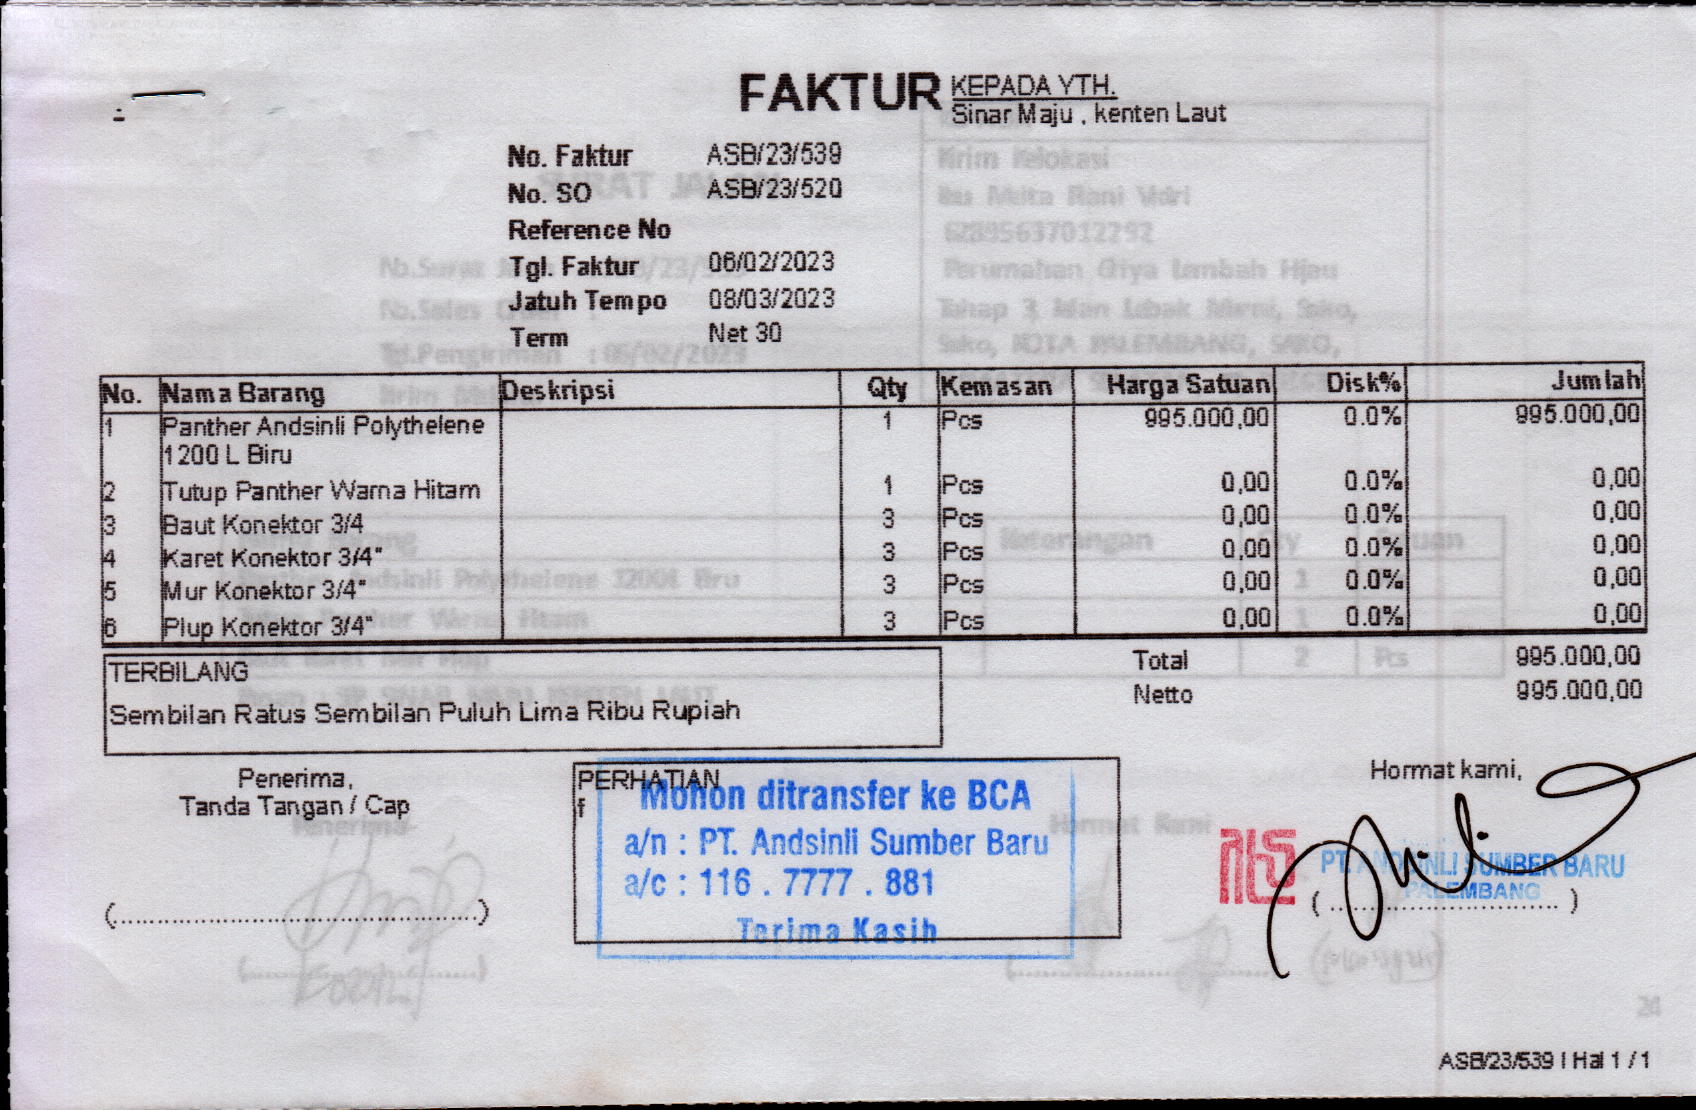 FAKTUR
KEPADA YTH.
Sinar Maju , kenten Laut
No. Faktur ASB/23/539
No. SO ASB/23/520
Reference No
Tgl. Faktur 06/02/2023
Jatuh Tempo 08/03/2023
Term Net 30
No. Nama Barang Deskripsi Qty Kemasan Harga Satuan Disk% Jumlah
1 Panther Andsinli Polythelene 1 Pcs 995.000,00 0.0% 995.000,00
1200 L Biru
2 Tutup Panther Warna Hitam 1 Pcs 0,00 0.0% 0,00
3 Baut Konektor 3/4 3 Pcs 0,00 0.0% 0,00
4 Karet Konektor 3/4" 3 Pcs 0,00 0.0% 0,00
5 Mur Konektor 3/4" 3 Pcs 0,00 0.0% 0,00
6 Plup Konektor 3/4" 3 Pcs 0,00 0.0% 0,00
Total 995.000,00
Netto 995.000,00
TERBILANG
Sembilan Ratus Sembilan Puluh Lima Ribu Rupiah
Penerima,
Tanda Tangan / Cap
(........................................)
PERHATIAN
f
Mohon ditransfer ke BCA
a/n : PT. Andsinli Sumber Baru
a/c : 116 . 7777 . 881
Terima Kasih
Hormat kami,
PT. ANDSINLI SUMBER BARU
PALEMBANG
(........................................)
ASB/23/539 | Hal 1 / 1